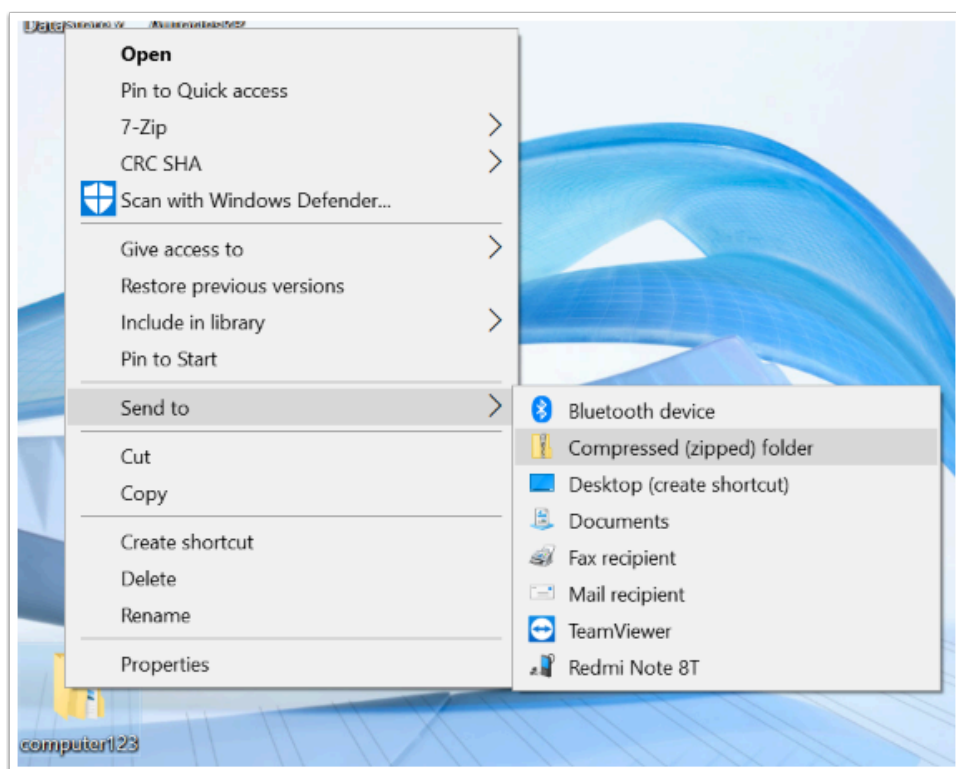 Open
Pin to Quick access
7-Zip
CRC SHA
Scan with Windows Defender...
Give access to
Restore previous versions
Include in library
Pin to Start
Send to
Cut
Copy
Create shortcut
Delete
Rename
Properties
Bluetooth device
Compressed (zipped) folder
Desktop (create shortcut)
Documents
Fax recipient
Mail recipient
TeamViewer
Redmi Note 8T
computer123